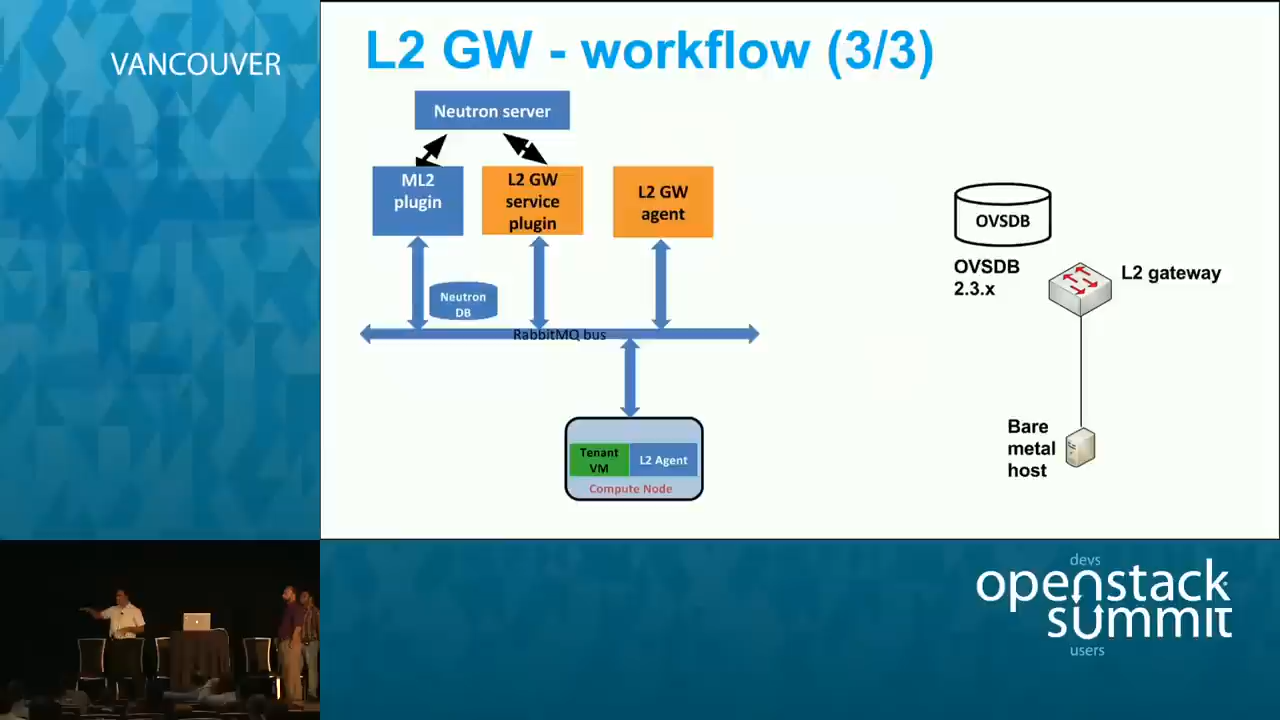 VANCOUVER
L2 GW - workflow (3/3)
Neutron server
ML2
plugin
L2 GW
service
plugin
L2 GW
agent
OVSDB
OVSDB
2.3.x
L2 gateway
Neutron
DB
RabbitMQ bus
Bare
metal
host
Tenant
VM
L2 Agent
Compute Node
devs
openstack
summit
users